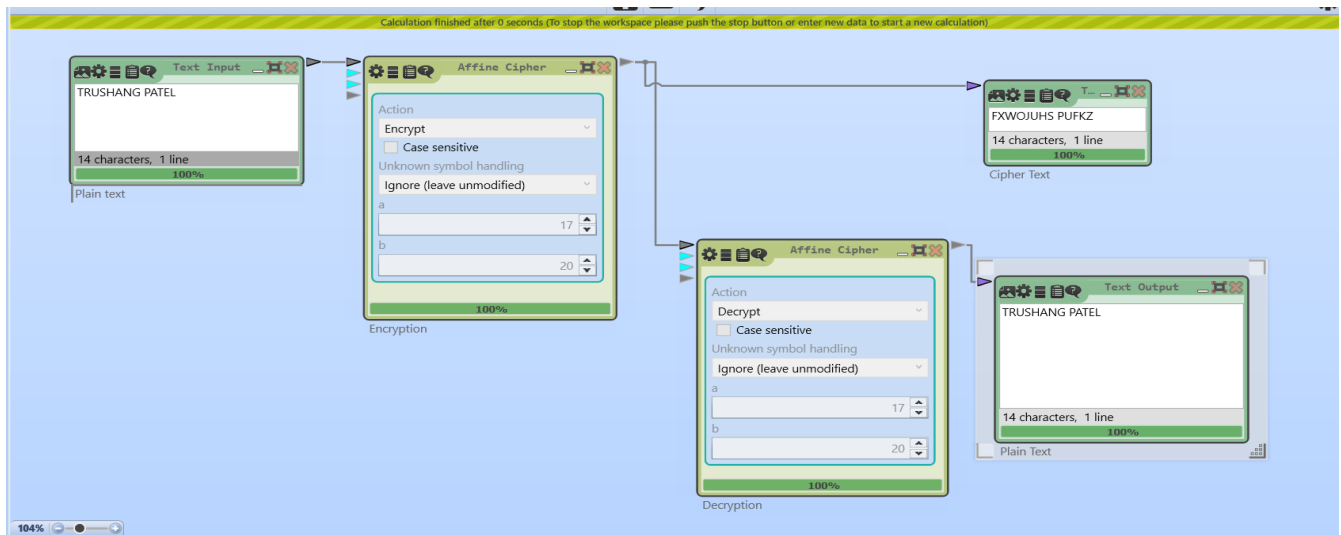 Calculation finished after 0 seconds (To stop the workspace please push the stop button or enter new data to start a new calculation)
Text Input
TRUSHANG PATEL
14 characters, 1 line
100%
Plain text
Affine Cipher
Action
Encrypt
Case sensitive
Unknown symbol handling
Ignore (leave unmodified)
a
17
b
20
100%
Encryption
T...
FXWOJUHS PUFKZ
14 characters, 1 line
100%
Cipher Text
Affine Cipher
Action
Decrypt
Case sensitive
Unknown symbol handling
Ignore (leave unmodified)
a
17
b
20
100%
Decryption
Text Output
TRUSHANG PATEL
14 characters, 1 line
100%
Plain Text
104%